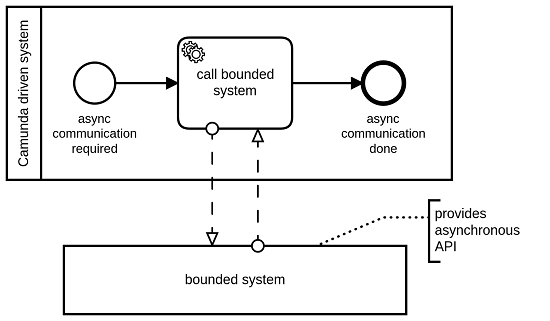 Camunda driven system
async
communication
required
call bounded
system
async
communication
done
provides
asynchronous
API
bounded system